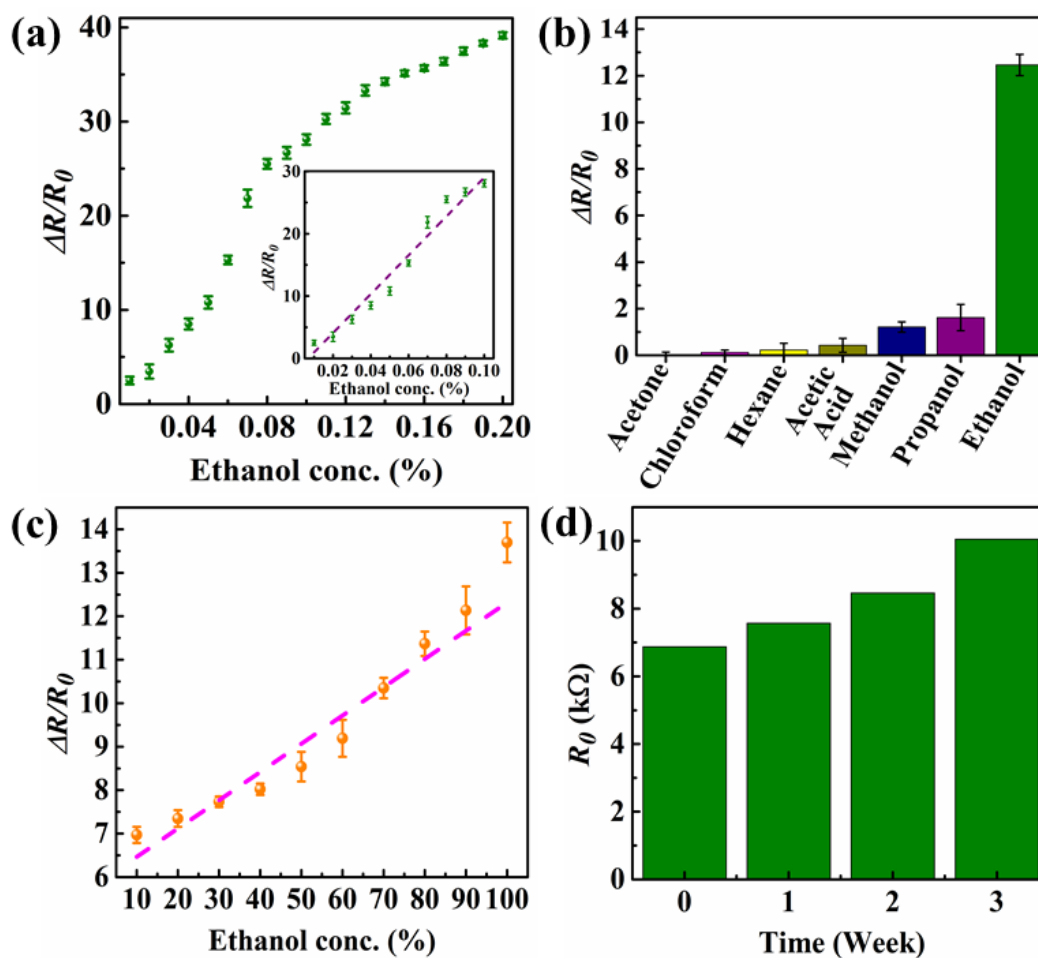 (a)
ΔR/R0
40
30
20
10
0
0.04 0.08 0.12 0.16 0.20
Ethanol conc. (%)
ΔR/R0
30
20
10
0
0.02 0.04 0.06 0.08 0.10
Ethanol conc. (%)
(b)
ΔR/R0
14
12
10
8
6
4
2
0
Acetone
Chloroform
Hexane
Acetic
Acid
Methanol
Propanol
Ethanol
(c)
ΔR/R0
14
13
12
11
10
9
8
7
6
10 20 30 40 50 60 70 80 90 100
Ethanol conc. (%)
(d)
R0 (kΩ)
10
8
6
4
2
0
0 1 2 3
Time (Week)